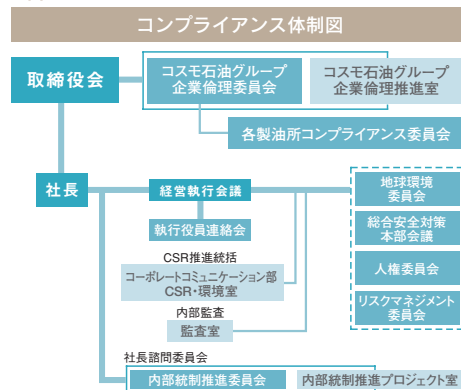 コンプライアンス体制図
取締役会
コスモ石油グループ
企業倫理委員会
コスモ石油グループ
企業倫理推進室
各製油所コンプライアンス委員会
社長
経営執行会議
執行役員連絡会
地球環境
委員会
総合安全対策
本部会議
人権委員会
リスクマネジメント
委員会
CSR推進統括
コーポレートコミュニケーション部
CSR・環境室
内部監査
監査室
社長諮問委員会
内部統制推進委員会
内部統制推進プロジェクト室